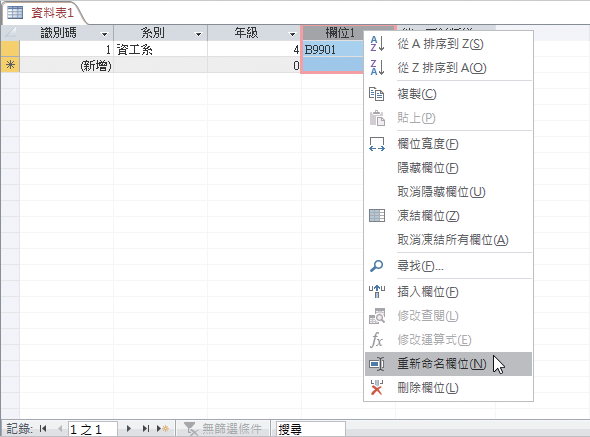 資料表1
識別碼 系別 年級 欄位1
1 資工系 4 B9901
(新增) 0
從 A 排序到 Z(S)
從 Z 排序到 A(O)
複製(C)
貼上(P)
欄位寬度(F)
隱藏欄位(F)
取消隱藏欄位(U)
凍結欄位(Z)
取消凍結所有欄位(A)
尋找(F)...
插入欄位(F)
修改查閱(L)
修改運算式(E)
重新命名欄位(N)
刪除欄位(L)
記錄: 1 之 1 無篩選條件 搜尋